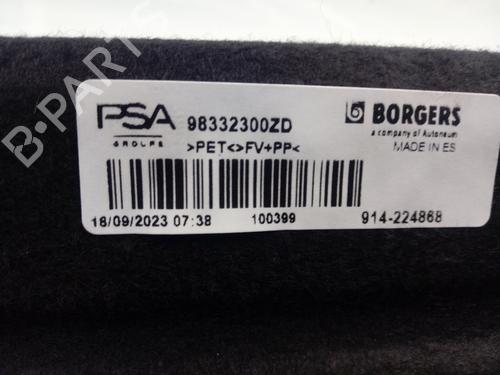 B-PARTS
PSA
GROUPE
98332300ZD
>PET<>FV+PP<
BORGERS
a company of Autoneum
MADE IN ES
18/09/2023 07:38
100399
914-224868